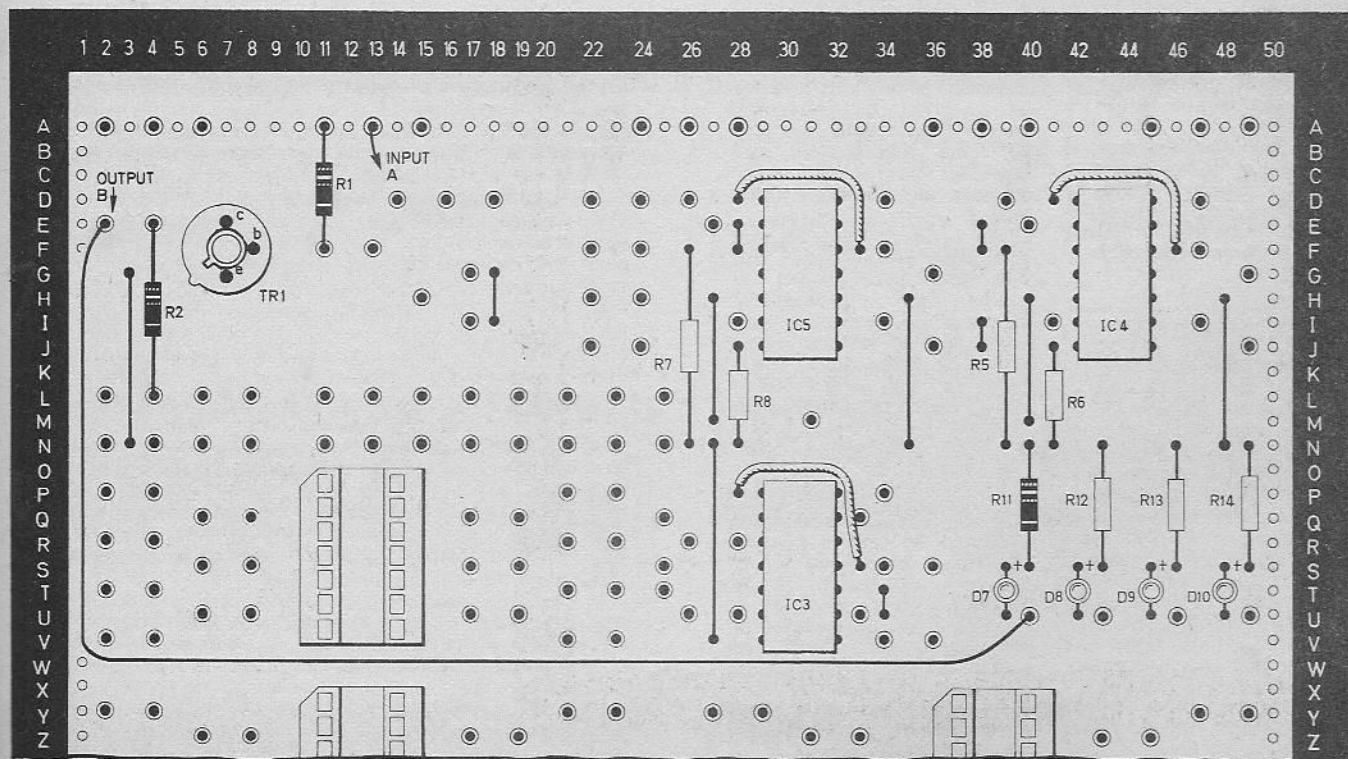 1 2 3 4 5 6 7 8 9 10 11 12 13 14 15 16 17 18 19 20 22 24 26 28 30 32 34 36 38 40 42 44 46 48 50
A A
B B
C C
D D
E E
F F
G G
H H
I I
J J
K K
L L
M M
N N
O O
P P
Q Q
R R
S S
T T
U U
V V
W W
X X
Y Y
Z Z
OUTPUT
B
INPUT
A
R1
c
b
e
TR1
R2
R7
R8
IC5
R5
R6
IC4
IC3
R11
R12
R13
R14
D7 +
D8 +
D9 +
D10 +